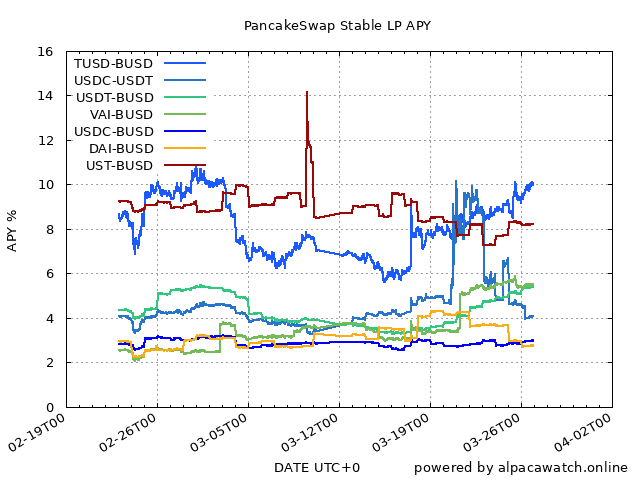 PancakeSwap Stable LP APY
16
14
12
10
8
6
4
2
0
APY %
TUSD-BUSD
USDC-USDT
USDT-BUSD
VAI-BUSD
USDC-BUSD
DAI-BUSD
UST-BUSD
02-19T00
02-26T00
03-05T00
03-12T00
03-19T00
03-26T00
04-02T00
DATE UTC+0
powered by alpacawatch.online